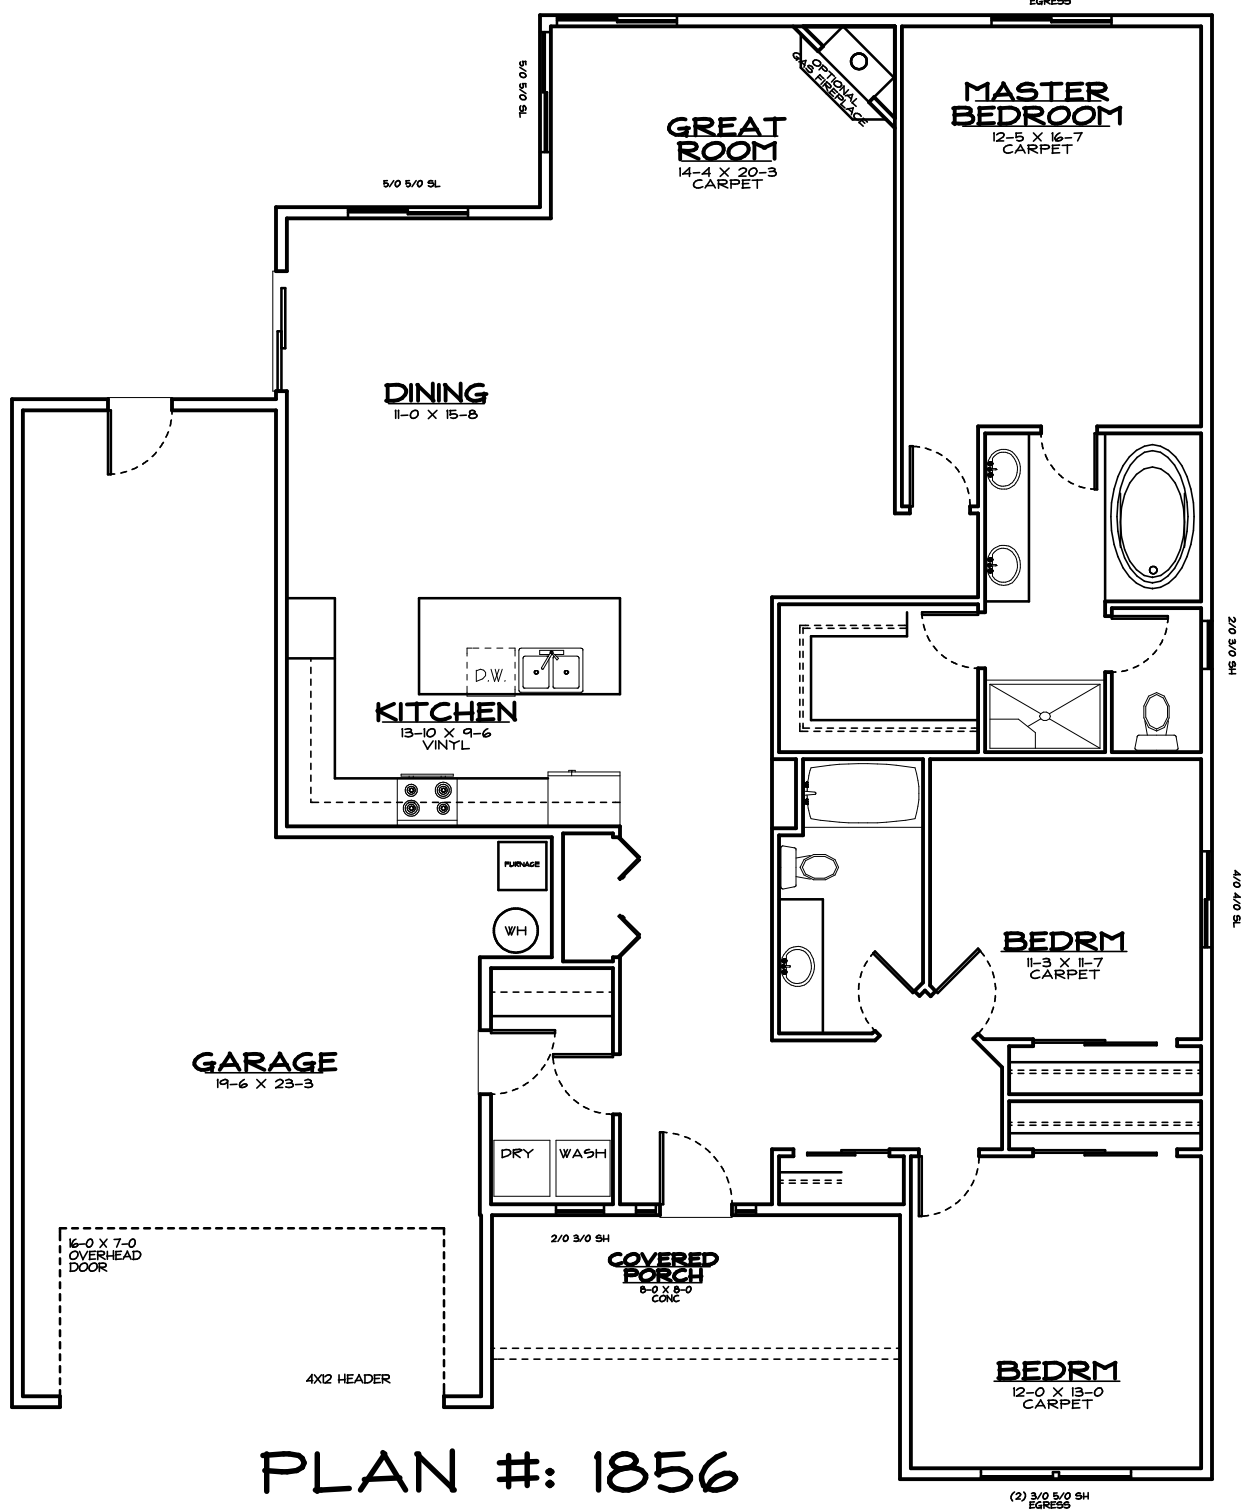 EGRESS
5/0 5/0 SL
OPTIONAL
GAS FIREPLACE
MASTER
BEDROOM
12-5 X 16-7
CARPET
GREAT
ROOM
14-4 X 20-3
CARPET
5/0 5/0 SL
DINING
11-0 X 15-8
2/0 3/0 SH
D.W.
KITCHEN
13-10 X 9-6
VINYL
FURNACE
WH
4/0 4/0 SL
BEDRM
11-3 X 11-7
CARPET
GARAGE
19-6 X 23-3
DRY
WASH
16-0 X 7-0
OVERHEAD
DOOR
2/0 3/0 SH
COVERED
PORCH
8-0 X 8-0
CONC
4X12 HEADER
BEDRM
12-0 X 13-0
CARPET
PLAN #: 1856
(2) 3/0 5/0 SH
EGRESS